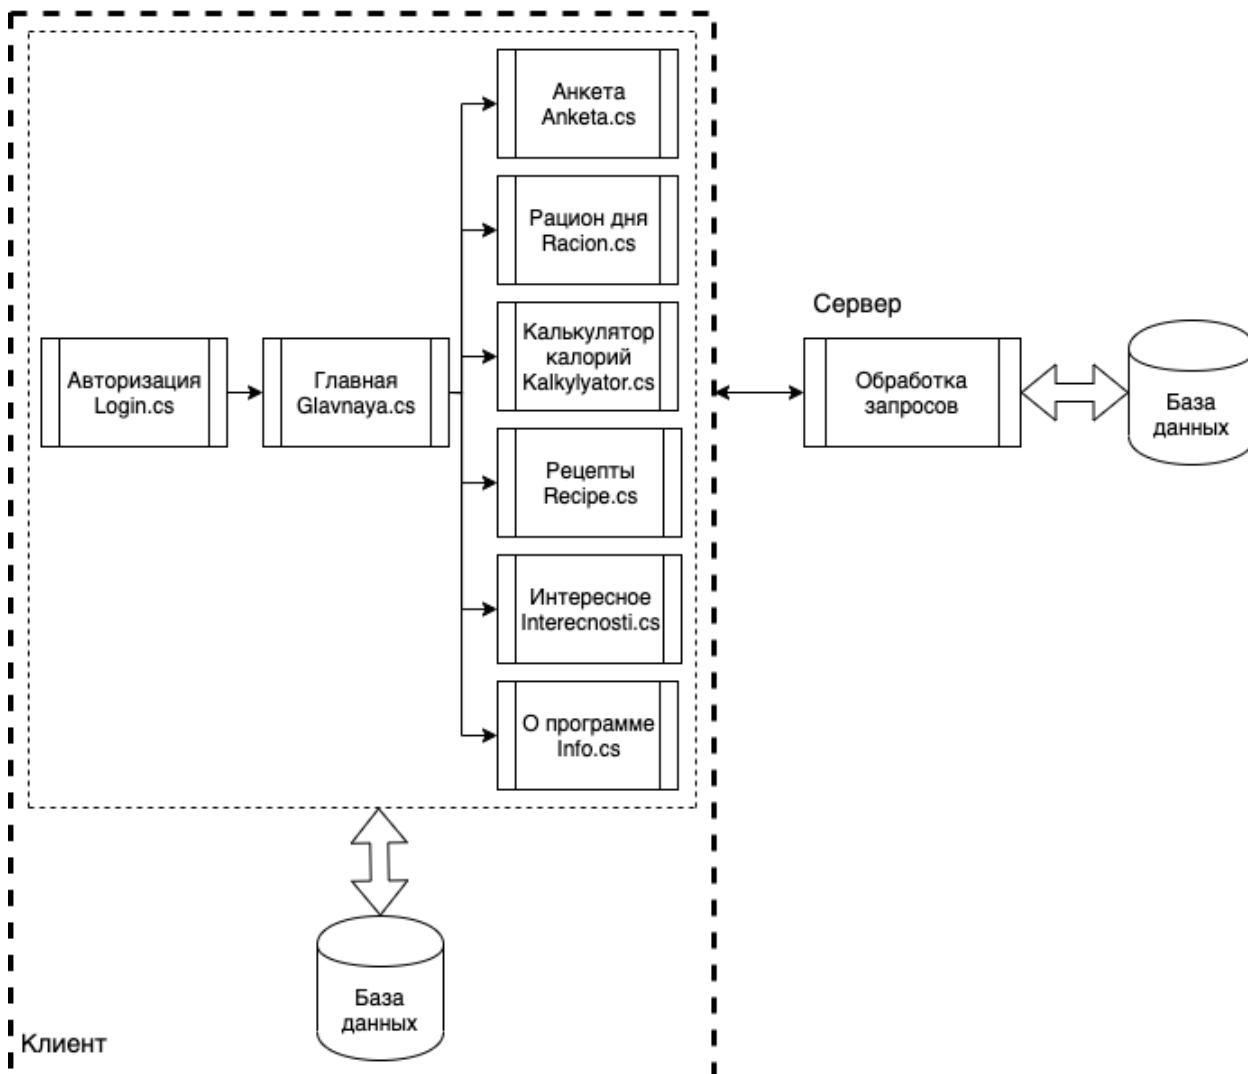 Анкета
Anketa.cs
Рацион дня
Racion.cs
Калькулятор
калорий
Kalkylyator.cs
Авторизация
Login.cs
Главная
Glavnaya.cs
Рецепты
Recipe.cs
Интересное
Interecnosti.cs
О программе
Info.cs
База
данных
Клиент
Сервер
Обработка
запросов
База
данных